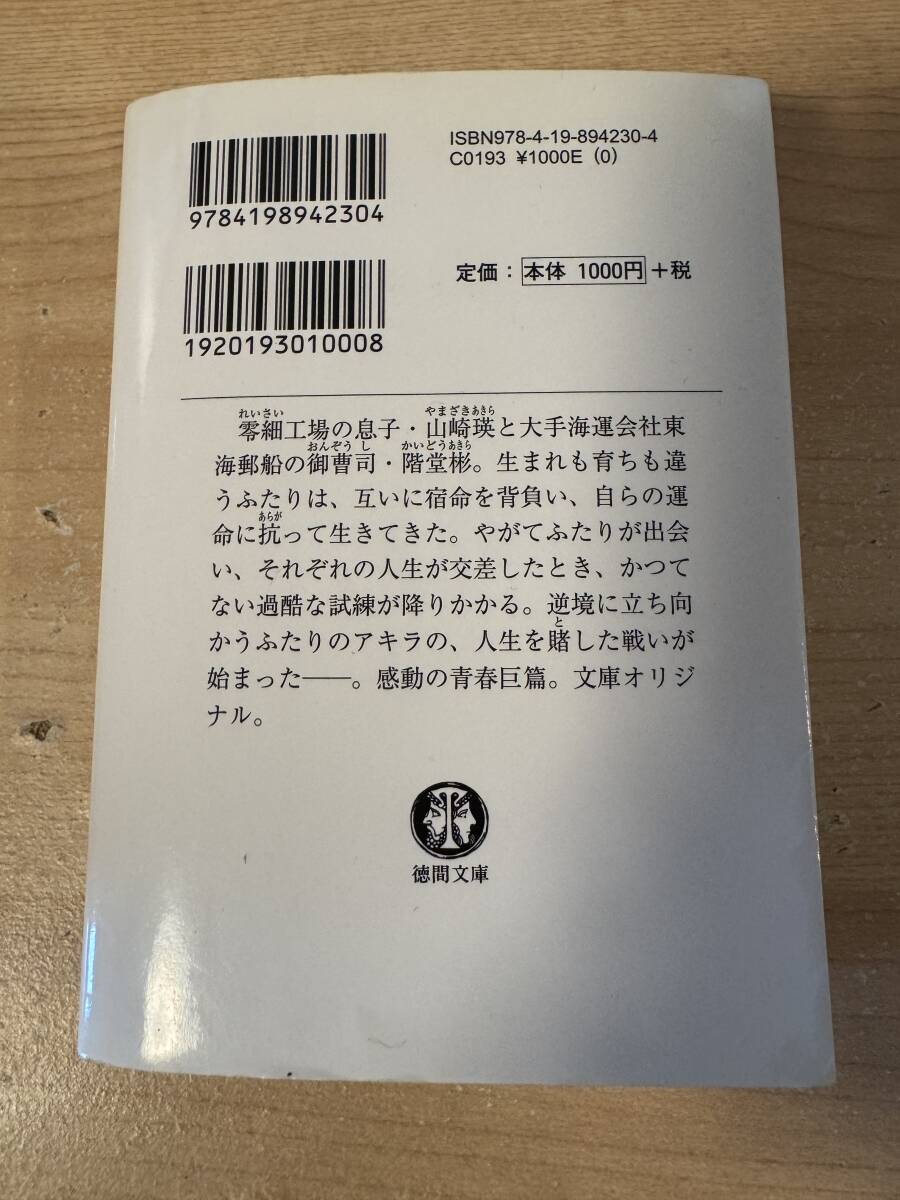 ISBN978-4-19-894230-4
C0193 ¥1000E (0)
9784198942304
定価：本体 1000円＋税
1920193010008
れいさい やまざきあきら
零細工場の息子・山崎瑛と大手海運会社東
おんぞうし かいどうあきら
海郵船の御曹司・階堂彬。生まれも育ちも違
うふたりは、互いに宿命を背負い、自らの運
あらが
命に抗って生きてきた。やがてふたりが出会
い、それぞれの人生が交差したとき、かつて
ない過酷な試練が降りかかる。逆境に立ち向
と
かうふたりのアキラの、人生を賭した戦いが
始まった――。感動の青春巨篇。文庫オリジ
ナル。
徳間文庫